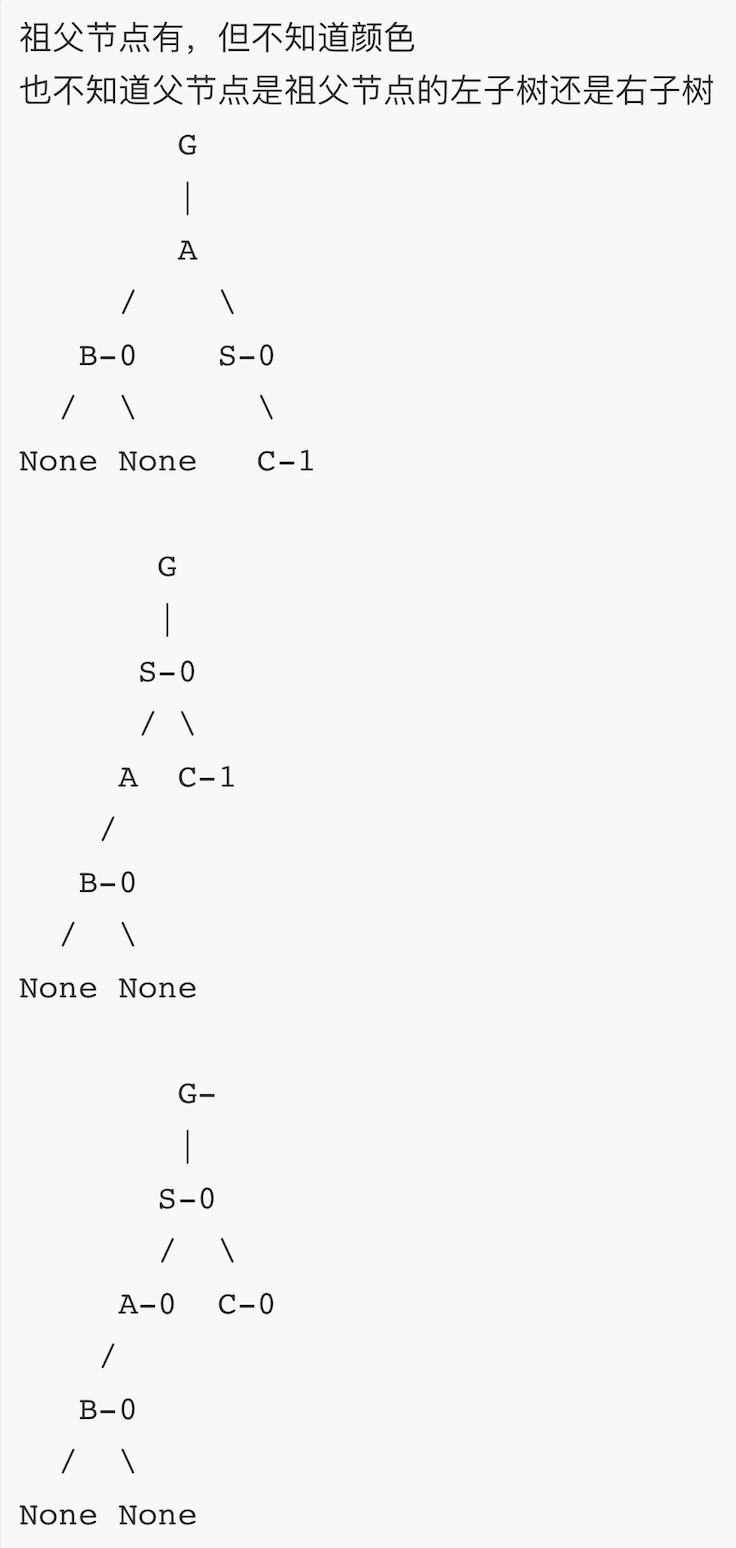 祖父节点有，但不知道颜色
也不知道父节点是祖父节点的左子树还是右子树
        G
        |
        A
     /    \
   B-0    S-0
  /  \      \
None None   C-1

       G
       |
      S-0
      / \
     A  C-1
    /
   B-0
  /  \
None None

        G-
        |
       S-0
       /  \
     A-0  C-0
    /
   B-0
  /  \
None None